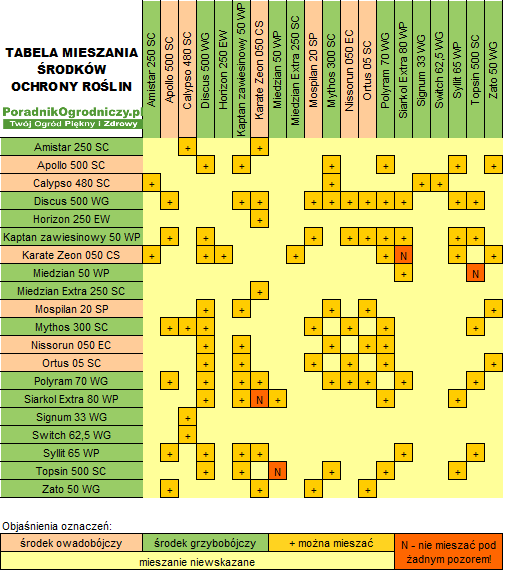 TABELA MIESZANIA
ŚRODKÓW
OCHRONY ROŚLIN
PoradnikOgrodniczy.pl
Twój Ogród Piękny i Zdrowy
Amistar 250 SC
Apollo 500 SC
Calypso 480 SC
Discus 500 WG
Horizon 250 EW
Kaptan zawiesinowy 50 WP
Karate Zeon 050 CS
Miedzian 50 WP
Miedzian Extra 250 SC
Mospilan 20 SP
Mythos 300 SC
Nissorun 050 EC
Ortus 05 SC
Polyram 70 WG
Siarkol Extra 80 WP
Signum 33 WG
Switch 62,5 WG
Syllit 65 WP
Topsin 500 SC
Zato 50 WG
Amistar 250 SC + +
Apollo 500 SC + + + + + +
Calypso 480 SC + + + +
Discus 500 WG + + + + + + + + + + +
Horizon 250 EW +
Kaptan zawiesinowy 50 WP + + + + + + + + +
Karate Zeon 050 CS + + + + + N + +
Miedzian 50 WP + N
Miedzian Extra 250 SC +
Mospilan 20 SP + + + + +
Mythos 300 SC + + + + + + +
Nissorun 050 EC + + + + +
Ortus 05 SC + + + + + +
Polyram 70 WG + + + + + + + + +
Siarkol Extra 80 WP + + N + + +
Signum 33 WG +
Switch 62,5 WG +
Syllit 65 WP + + + + + +
Topsin 500 SC + + N + + +
Zato 50 WG + + + +
Objaśnienia oznaczeń:
środek owadobójczy środek grzybobójczy + można mieszać N - nie mieszać pod
żadnym pozorem!
mieszanie niewskazane